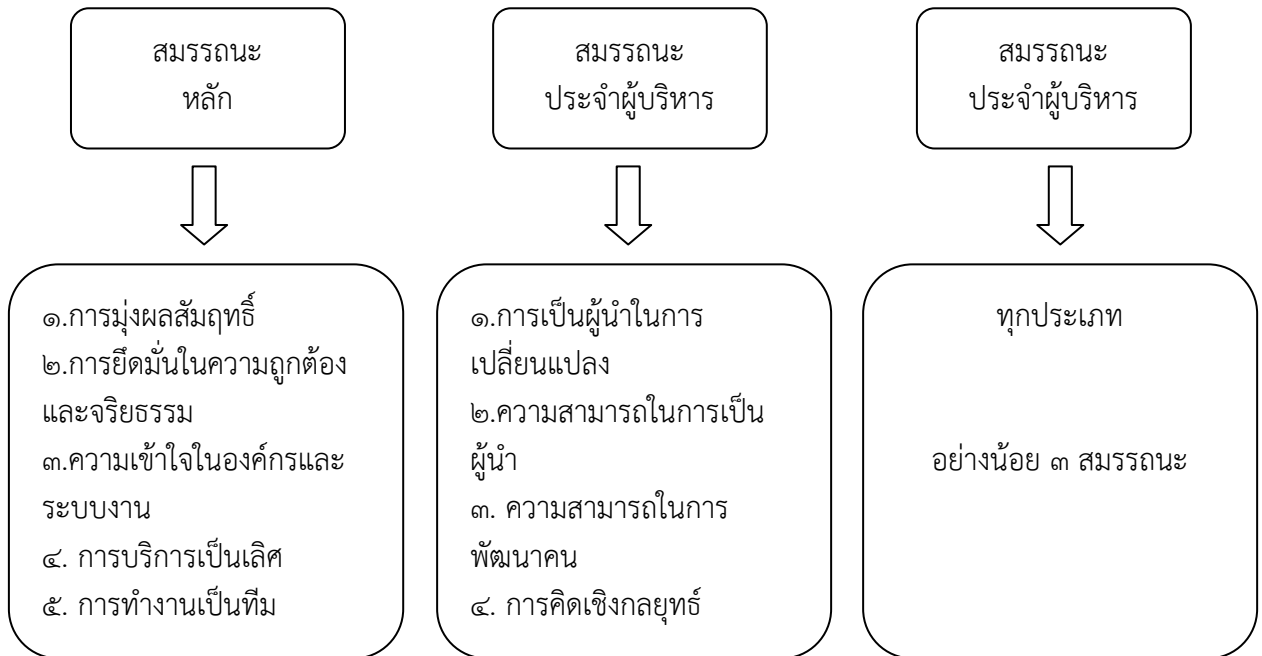 สมรรถนะ
หลัก
สมรรถนะ
ประจำผู้บริหาร
สมรรถนะ
ประจำผู้บริหาร
๑.การมุ่งผลสัมฤทธิ์
๒.การยึดมั่นในความถูกต้อง
และจริยธรรม
๓.ความเข้าใจในองค์กรและ
ระบบงาน
๔. การบริการเป็นเลิศ
๕. การทำงานเป็นทีม
๑.การเป็นผู้นำในการ
เปลี่ยนแปลง
๒.ความสามารถในการเป็น
ผู้นำ
๓. ความสามารถในการ
พัฒนาคน
๔. การคิดเชิงกลยุทธ์
ทุกประเภท
อย่างน้อย ๓ สมรรถนะ